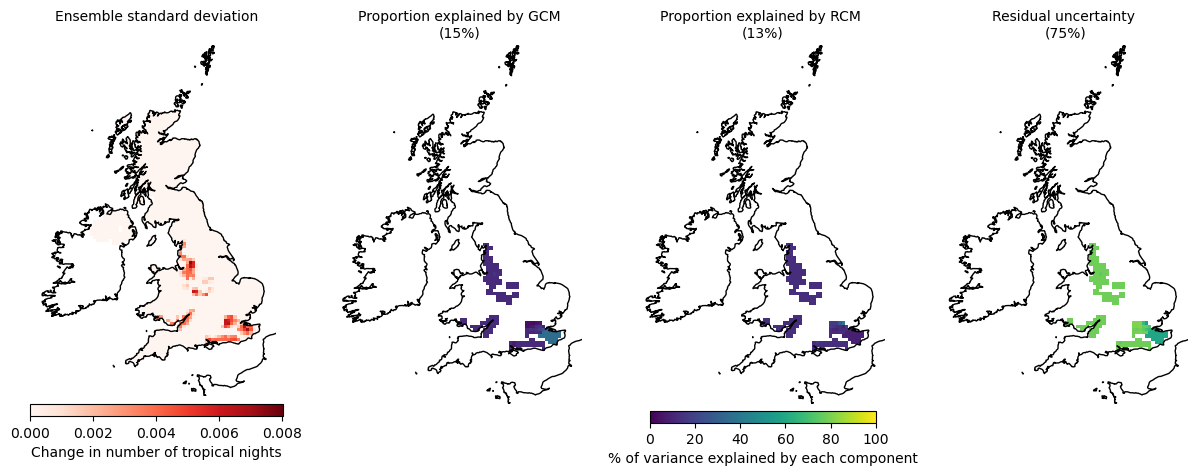 Ensemble standard deviation
Proportion explained by GCM
(15%)
Proportion explained by RCM
(13%)
Residual uncertainty
(75%)
0.000 0.002 0.004 0.006 0.008
Change in number of tropical nights
0 20 40 60 80 100
% of variance explained by each component